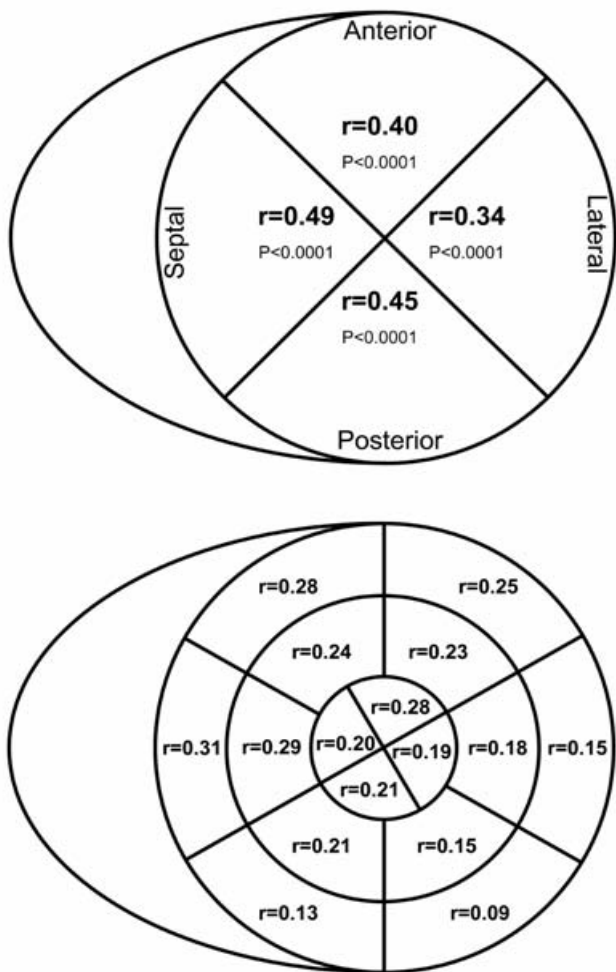 Anterior
r=0.40
P<0.0001
Septal
r=0.49
P<0.0001
r=0.34
P<0.0001
Lateral
r=0.45
P<0.0001
Posterior
r=0.28
r=0.25
r=0.24
r=0.23
r=0.28
r=0.31
r=0.29
r=0.20
r=0.19
r=0.18
r=0.15
r=0.21
r=0.21
r=0.15
r=0.13
r=0.09